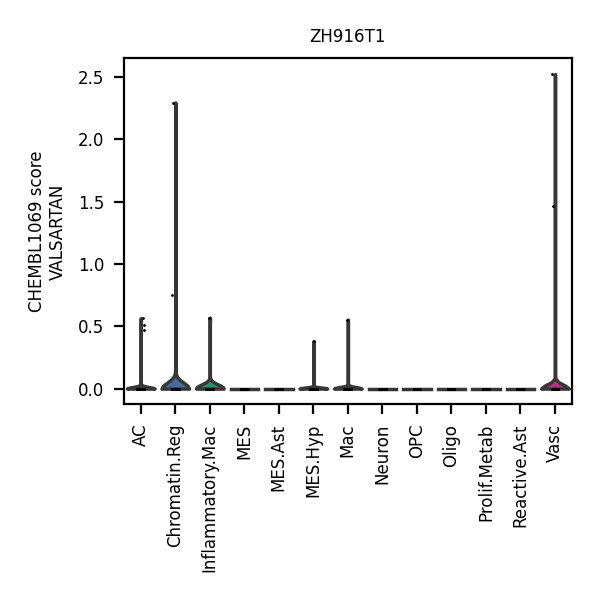 ZH916T1
CHEMBL1069 score
VALSARTAN
2.5
2.0
1.5
1.0
0.5
0.0
AC
Chromatin.Reg
Inflammatory.Mac
MES
MES.Ast
MES.Hyp
Mac
Neuron
OPC
Oligo
Prolif.Metab
Reactive.Ast
Vasc